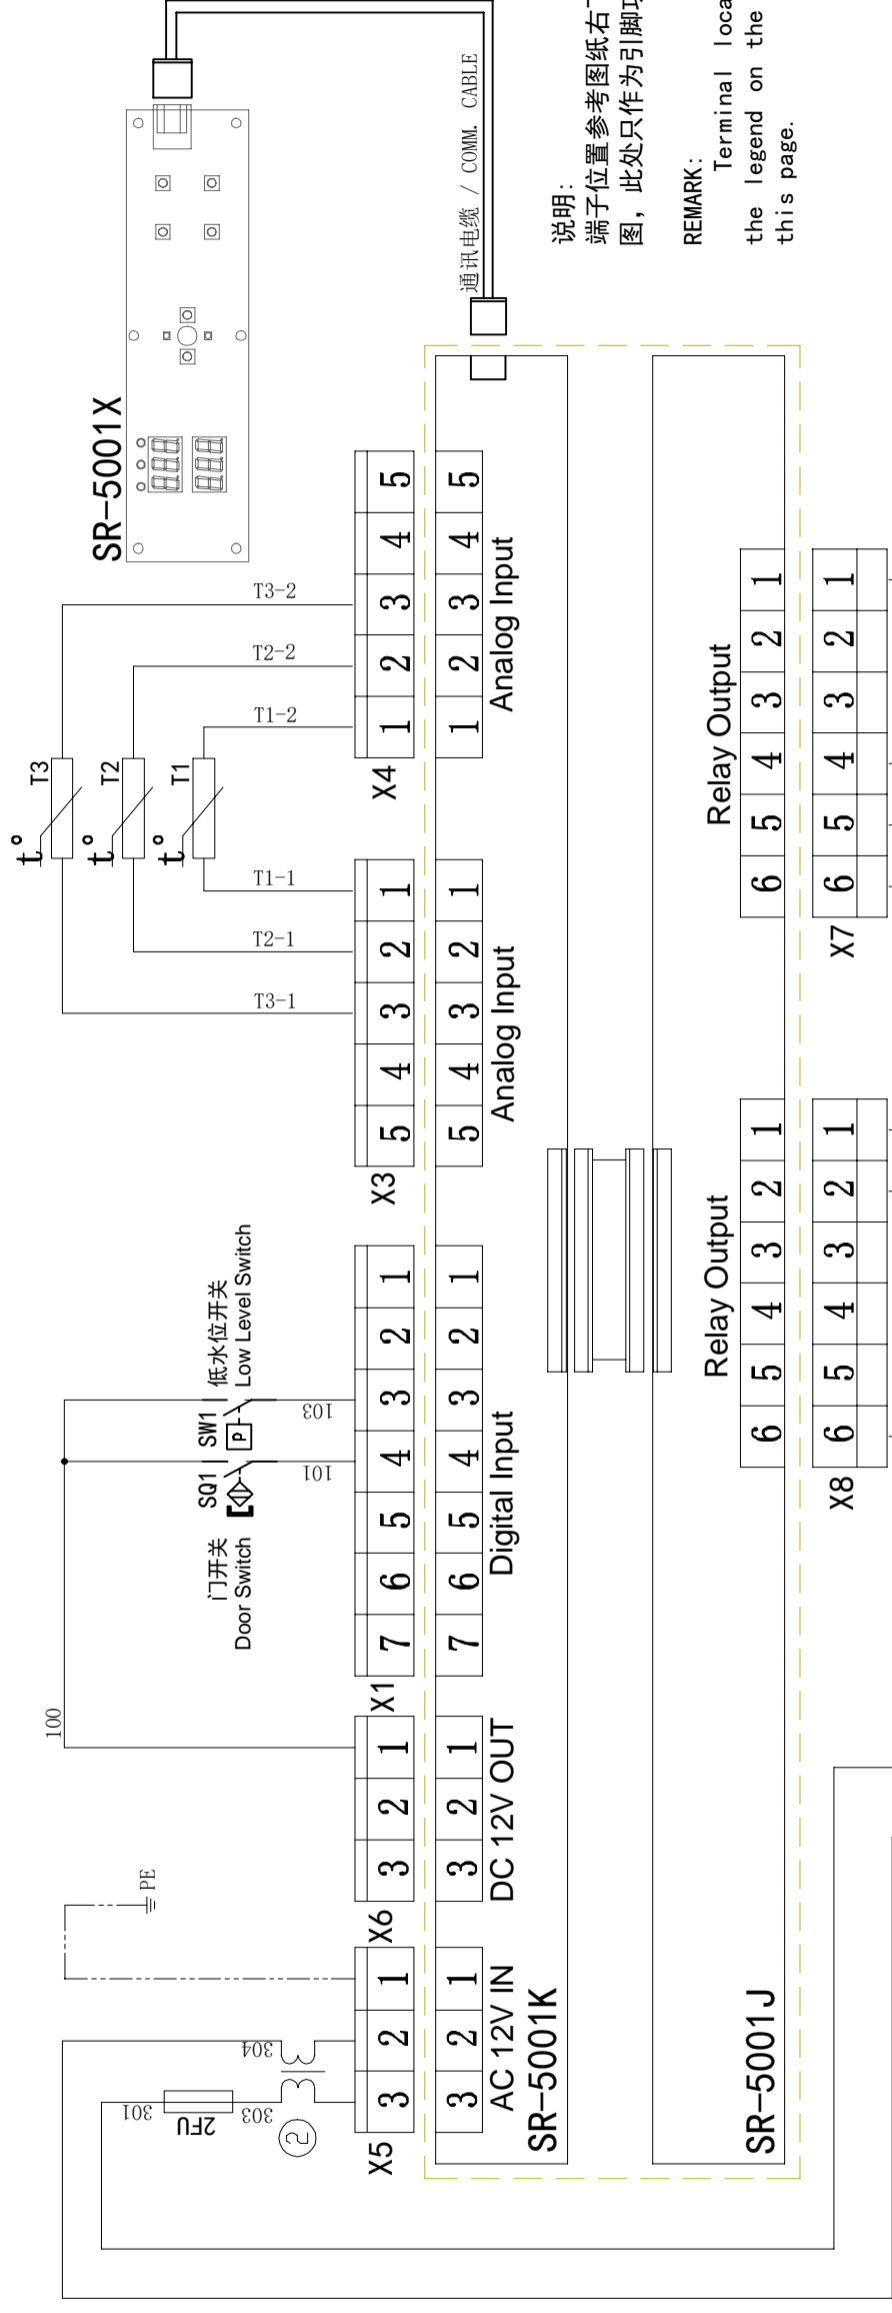 100
t° T3
t° T2
t° T1
SR-5001X
301
2FU
303
304
2
PE
门开关
Door Switch
SQ1
SW1
P
低水位开关
Low Level Switch
101
103
T3-1
T2-1
T1-1
T1-2
T2-2
T3-2
888 888
通讯电缆 / COMM. CABLE
X5
3 2 1
X6
3 2 1
X1
7 6 5 4 3 2 1
X3
5 4 3 2 1
X4
1 2 3 4 5
3 2 1
AC 12V IN
3 2 1
DC 12V OUT
7 6 5 4 3 2 1
Digital Input
5 4 3 2 1
Analog Input
1 2 3 4 5
Analog Input
SR-5001K
说明:
端子位置参考图纸右
图，此处只作为引脚
REMARK:
Terminal loca
the legend on the
this page.
SR-5001J
Relay Output
6 5 4 3 2 1
X8
6 5 4 3 2 1
Relay Output
6 5 4 3 2 1
X7
6 5 4 3 2 1